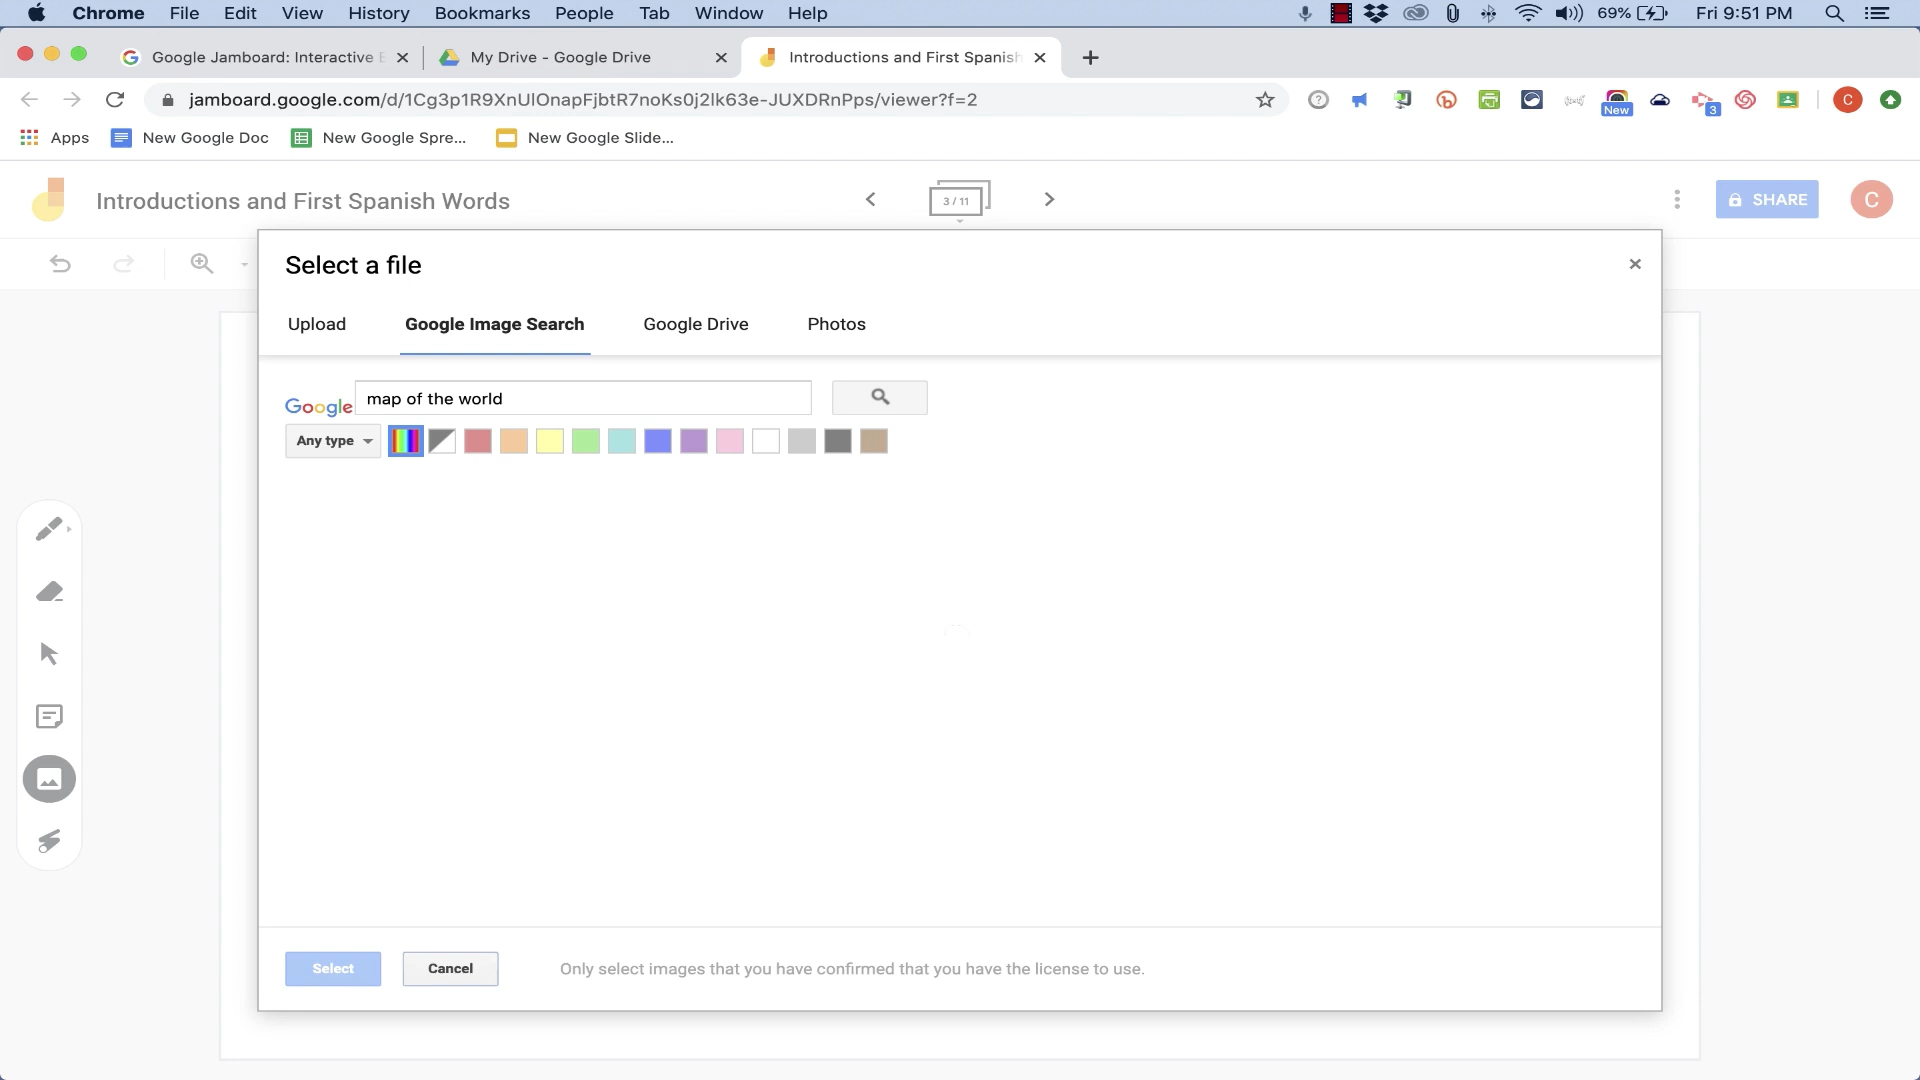 Chrome File Edit View History Bookmarks People Tab Window Help 69% Fri 9:51 PM
Google Jamboard: Interactive My Drive - Google Drive Introductions and First Spanish
jamboard.google.com/d/1Cg3p1R9XnUlOnapFjbtR7noKs0j2lk63e-JUXDRnPps/viewer?f=2 New 3 C
Apps New Google Doc New Google Spre... New Google Slide...
Introductions and First Spanish Words 3 / 11 SHARE C
Select a file
Upload Google Image Search Google Drive Photos
Google map of the world
Any type
Select Cancel Only select images that you have confirmed that you have the license to use.